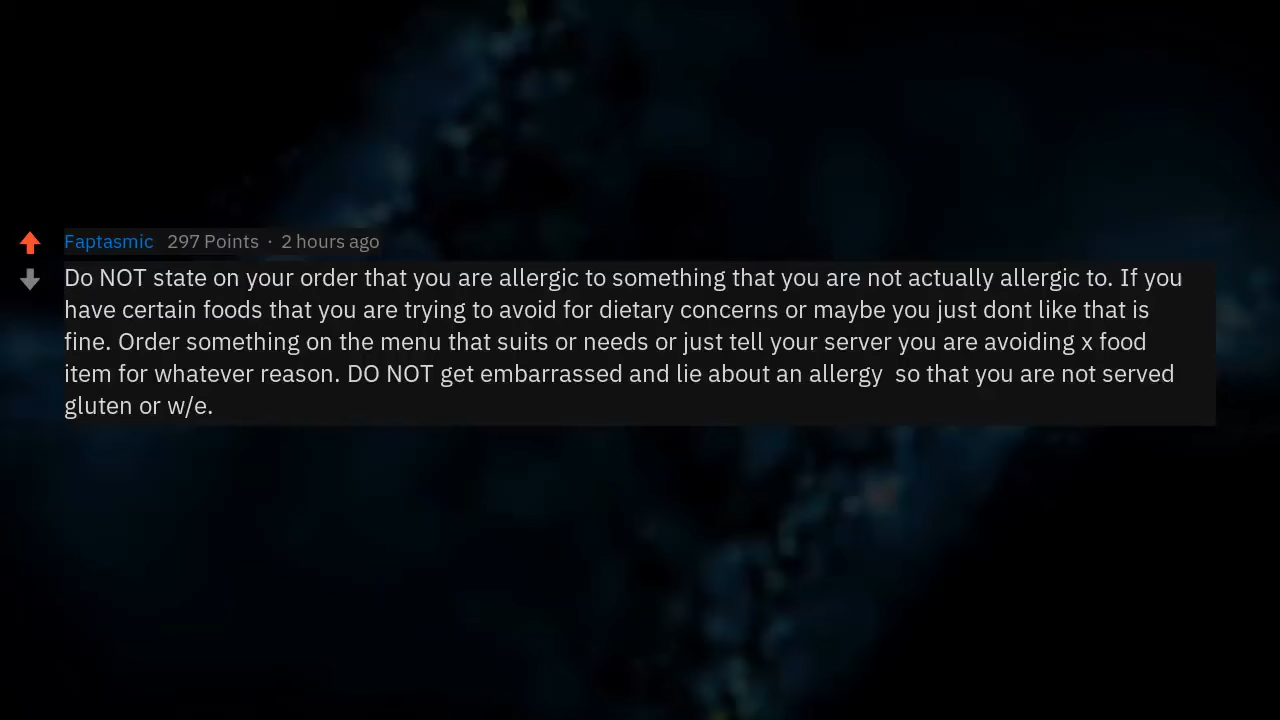 Faptasmic 297 Points · 2 hours ago
Do NOT state on your order that you are allergic to something that you are not actually allergic to. If you
have certain foods that you are trying to avoid for dietary concerns or maybe you just dont like that is
fine. Order something on the menu that suits or needs or just tell your server you are avoiding x food
item for whatever reason. DO NOT get embarrassed and lie about an allergy  so that you are not served
gluten or w/e.